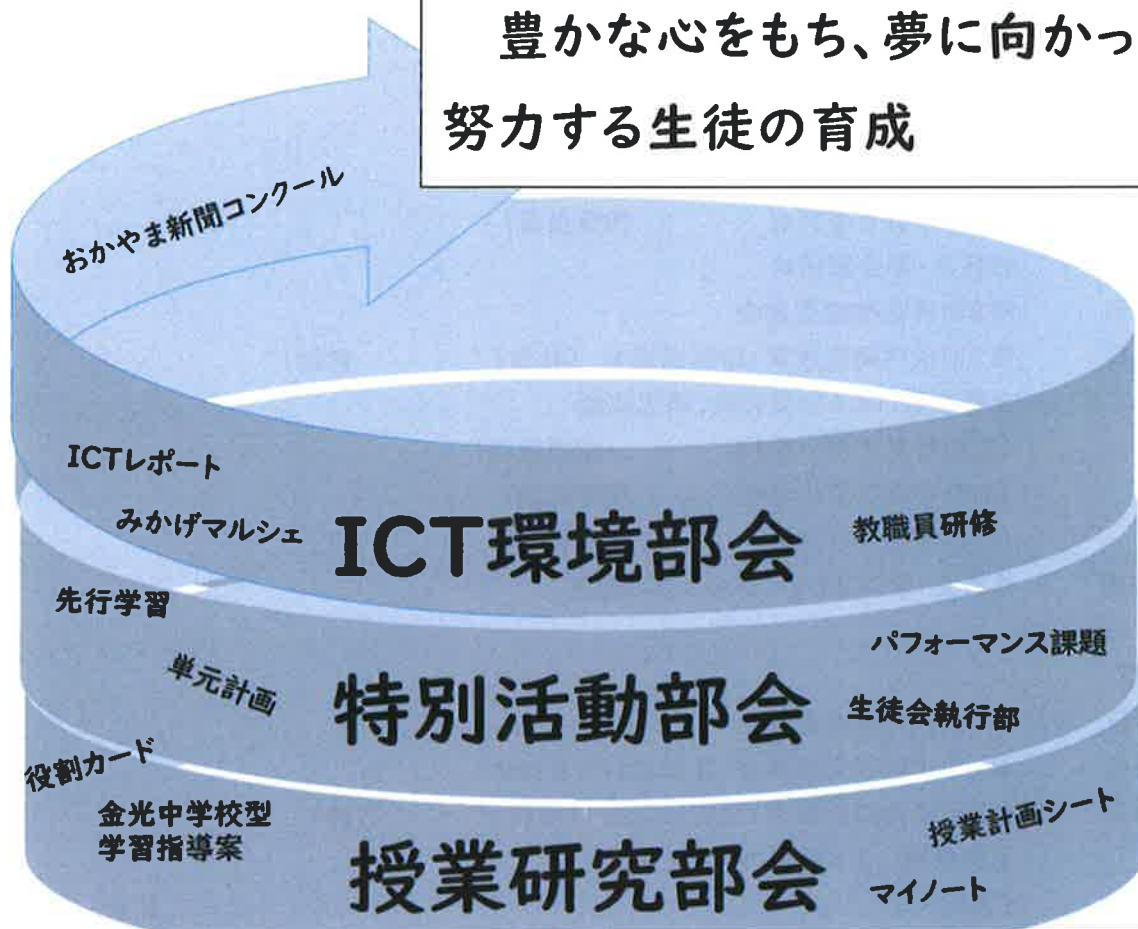 豊かな心をもち、夢に向かっ
努力する生徒の育成
おかやま新聞コンクール
ICTレポート
みかげマルシェ
ICT環境部会
教職員研修
先行学習
パフォーマンス課題
単元計画
特別活動部会
生徒会執行部
役割カード
金光中学校型
学習指導案
授業計画シート
授業研究部会
マイノート